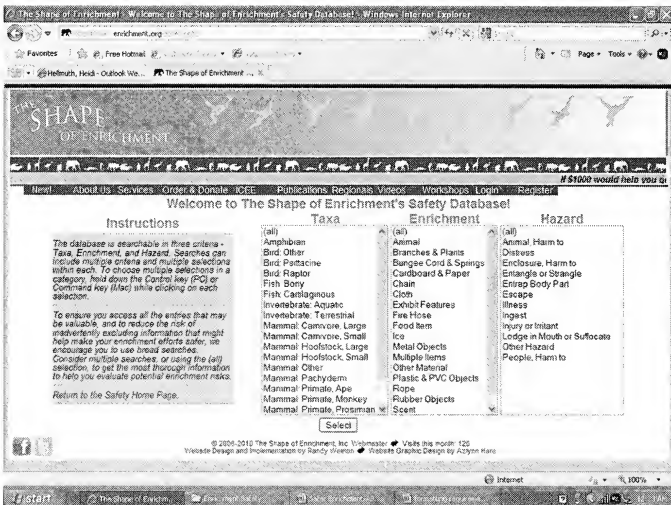 The Shape of Enrichment - Welcome to The Shape of Enrichment's Safety Database! - Windows Internet Explorer
enrichment.org
Favorites Free Hotmail
Page Tools
Hellmuth, Heidi - Outlook We... The Shape of Enrichment ...
THE
SHAPE
OF ENRICHMENT
If $1000 would help you
New! About Us Services Order & Donate ICEE Publications Regionals Videos Workshops Login Register
Welcome to The Shape of Enrichment's Safety Database!
Instructions
The database is searchable in three criteria -
Taxa, Enrichment, and Hazard. Searches can
include multiple criteria and multiple selections
within each. To choose multiple selections in a
category, hold down the Control key (PC) or
Command key (Mac) while clicking on each
selection.
To ensure you access all the entries that may
be valuable, and to reduce the risk of
inadvertently excluding information that might
help make your enrichment efforts safer, we
encourage you to use broad searches.
Consider multiple searches, or using the (all)
selection, to get the most thorough information
to help you evaluate potential enrichment risks.
Return to the Safety Home Page.
Taxa
(all)
Amphibian
Bird: Other
Bird: Psittacine
Bird: Raptor
Fish: Bony
Fish: Cartilagenous
Invertebrate: Aquatic
Invertebrate: Terrestrial
Mammal: Carnivore, Large
Mammal: Carnivore, Small
Mammal: Hoofstock, Large
Mammal: Hoofstock, Small
Mammal: Other
Mammal: Pachyderm
Mammal: Primate, Ape
Mammal: Primate, Monkey
Mammal: Primate, Prosimian
Enrichment
(all)
Animal
Branches & Plants
Bungee Cord & Springs
Cardboard & Paper
Chain
Cloth
Exhibit Features
Fire Hose
Food Item
Ice
Metal Objects
Multiple Items
Other Material
Plastic & PVC Objects
Rope
Rubber Objects
Scent
Hazard
(all)
Animal, Harm to
Distress
Enclosure, Harm to
Entangle or Strangle
Entrap Body Part
Escape
Illness
Ingest
Injury or Irritant
Lodge in Mouth or Suffocate
Other Hazard
People, Harm to
Select
© 2006-2010 The Shape of Enrichment, Inc. Webmaster Visits this month: 126
Website Design and Implementation by Randy Website Graphic Design by Azlynn Hare
Internet 100%
start The Shape of Enrichm... Enrichment Safety